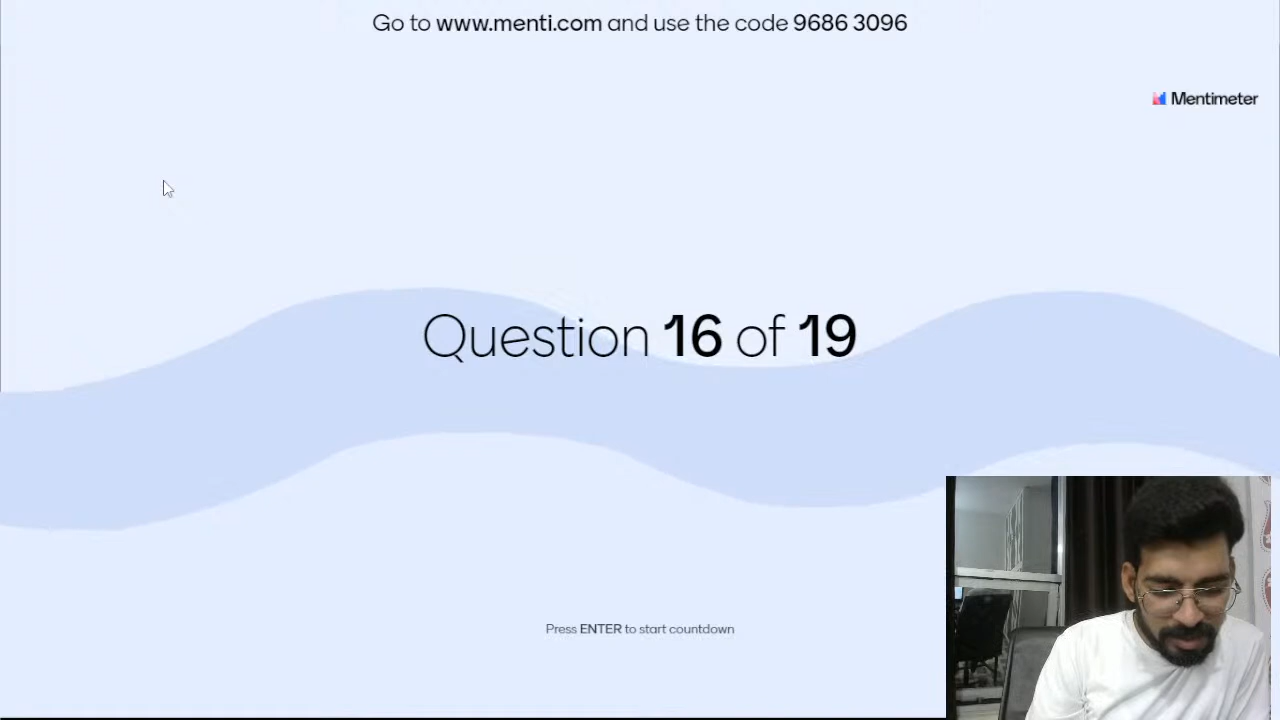 Go to www.menti.com and use the code 9686 3096
Mentimeter
Question 16 of 19
Press ENTER to start countdown